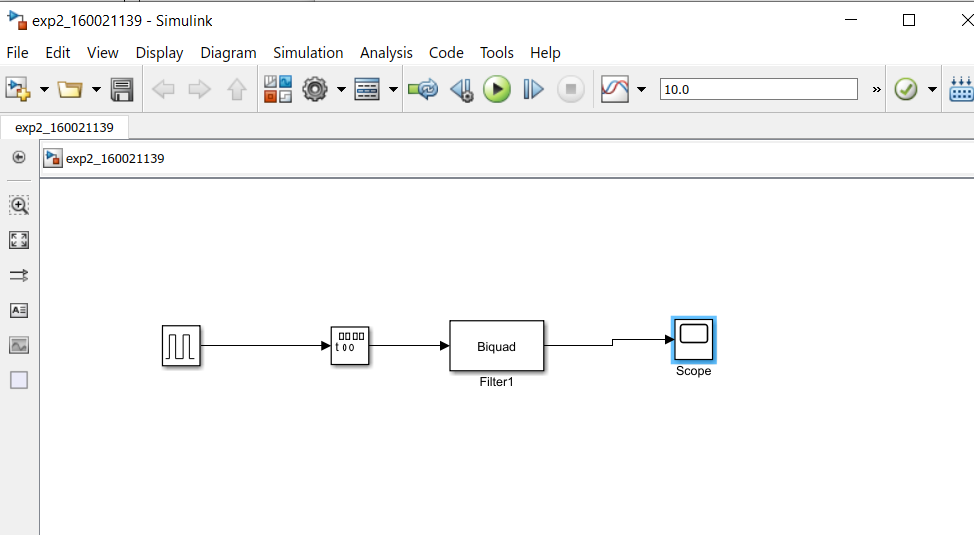 exp2_160021139 - Simulink
File Edit View Display Diagram Simulation Analysis Code Tools Help
10.0 »
exp2_160021139
exp2_160021139
Biquad
Filter1
Scope